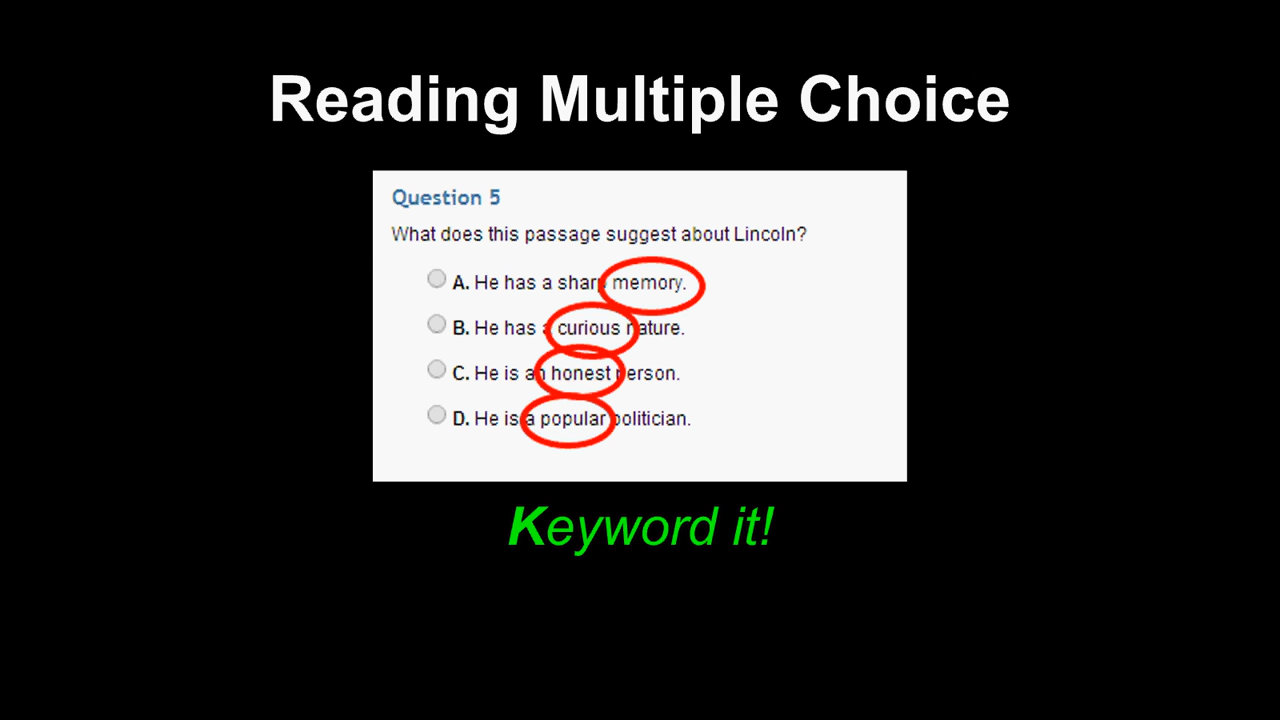 Reading Multiple Choice
Question 5
What does this passage suggest about Lincoln?
A. He has a sharp memory.
B. He has a curious nature.
C. He is an honest person.
D. He is a popular politician.
Keyword it!